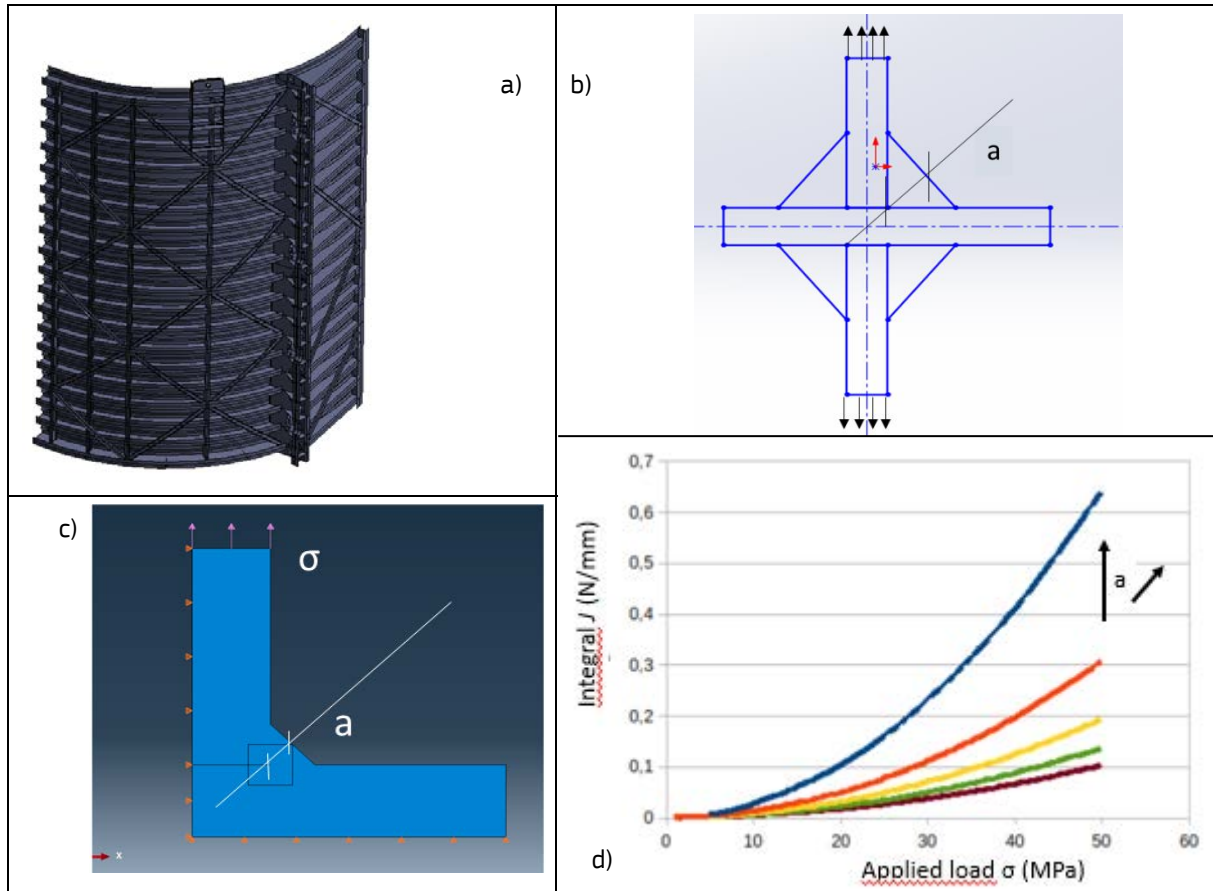 a)
b)
a
c)
σ
a
x
0,7
0,6
0,5
0,4
0,3
0,2
0,1
0
Integral J (N/mm)
a
10 20 30 40 50 60
Applied load σ (MPa)
d)